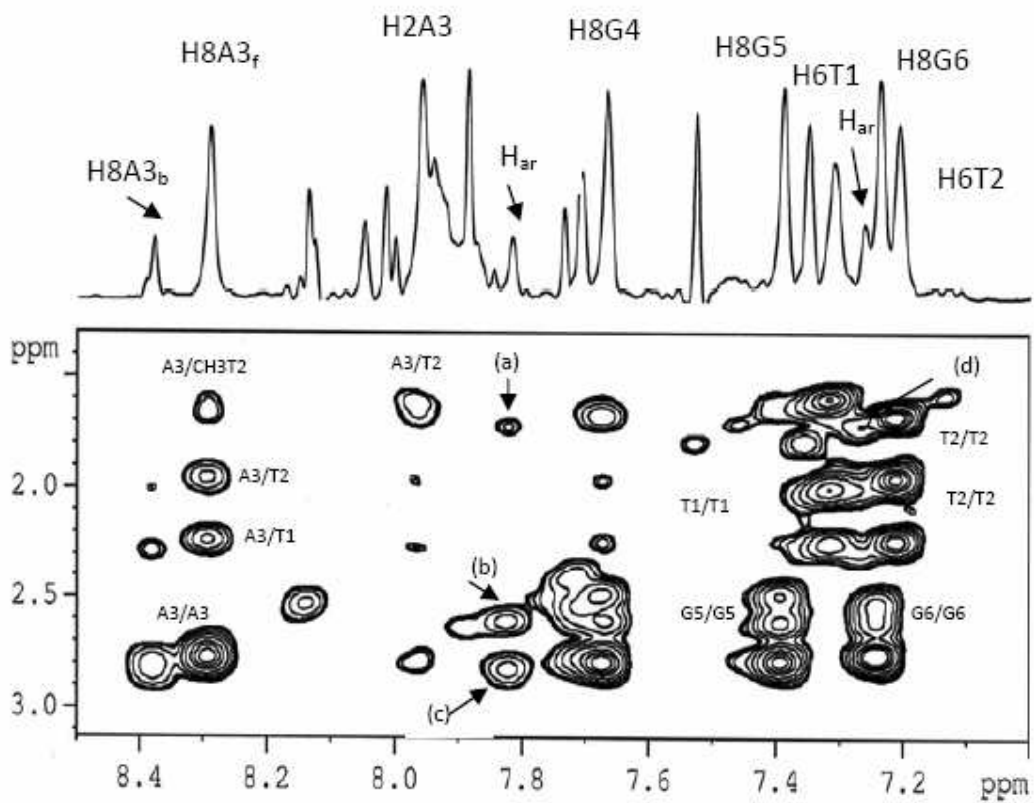 H8A3b
H8A3f
H2A3
Har
H8G4
H8G5
H6T1
Har
H8G6
H6T2
ppm
A3/CH3T2
A3/T2
(a)
(d)
T2/T2
2.0
A3/T2
T1/T1
T2/T2
A3/T1
(b)
2.5
A3/A3
G5/G5
G6/G6
(c)
3.0
8.4 8.2 8.0 7.8 7.6 7.4 7.2 ppm